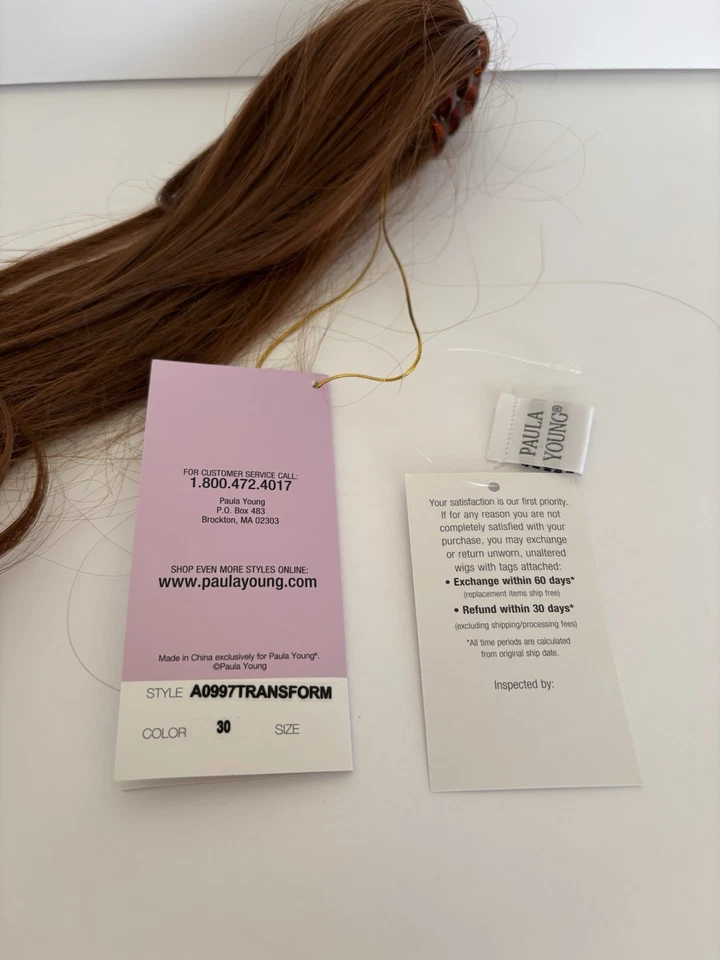 FOR CUSTOMER SERVICE CALL:
1.800.472.4017
Paula Young
P.O. Box 483
Brockton, MA 02303
SHOP EVEN MORE STYLES ONLINE:
www.paulayoung.com
Made in China exclusively for Paula Young®.
©Paula Young
STYLE A0997TRANSFORM
COLOR 30 SIZE
PAULA
YOUNG®
Your satisfaction is our first priority.
If for any reason you are not
completely satisfied with your
purchase, you may exchange
or return unworn, unaltered
wigs with tags attached:
• Exchange within 60 days*
(replacement items ship free)
• Refund within 30 days*
(excluding shipping/processing fees)
*All time periods are calculated
from original ship date.
Inspected by: